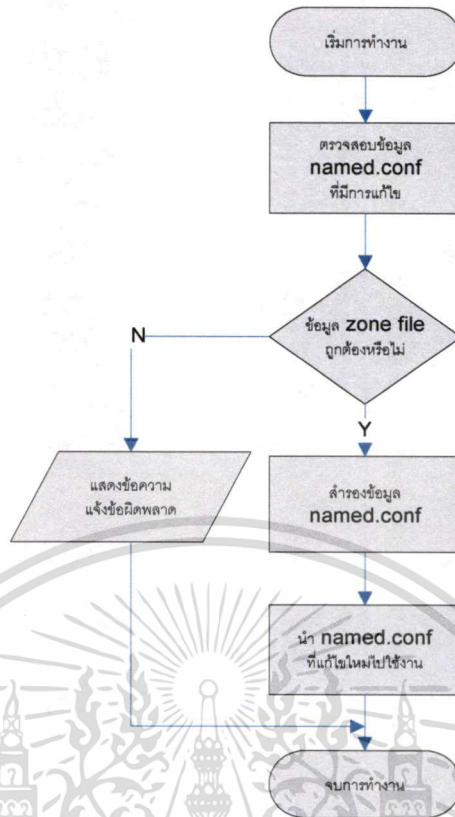 เริ่มการทำงาน
ตรวจสอบข้อมูล
named.conf
ที่มีการแก้ไข
ข้อมูล zone file
ถูกต้องหรือไม่
N
Y
แสดงข้อความ
แจ้งข้อผิดพลาด
สำรองข้อมูล
named.conf
นำ named.conf
ที่แก้ไขใหม่ไปใช้งาน
จบการทำงาน